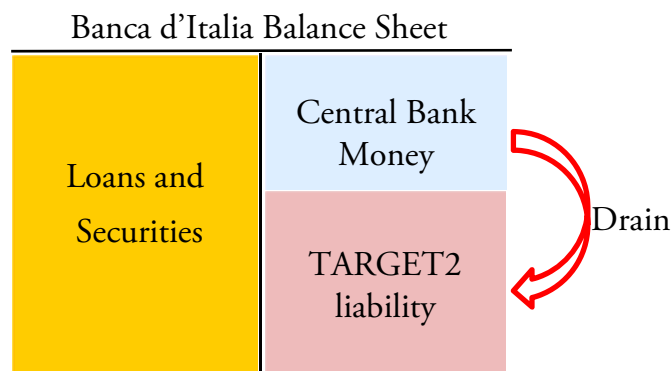 Banca d’Italia Balance Sheet
Loans and
Securities
Central Bank
Money
TARGET2
liability
Drain